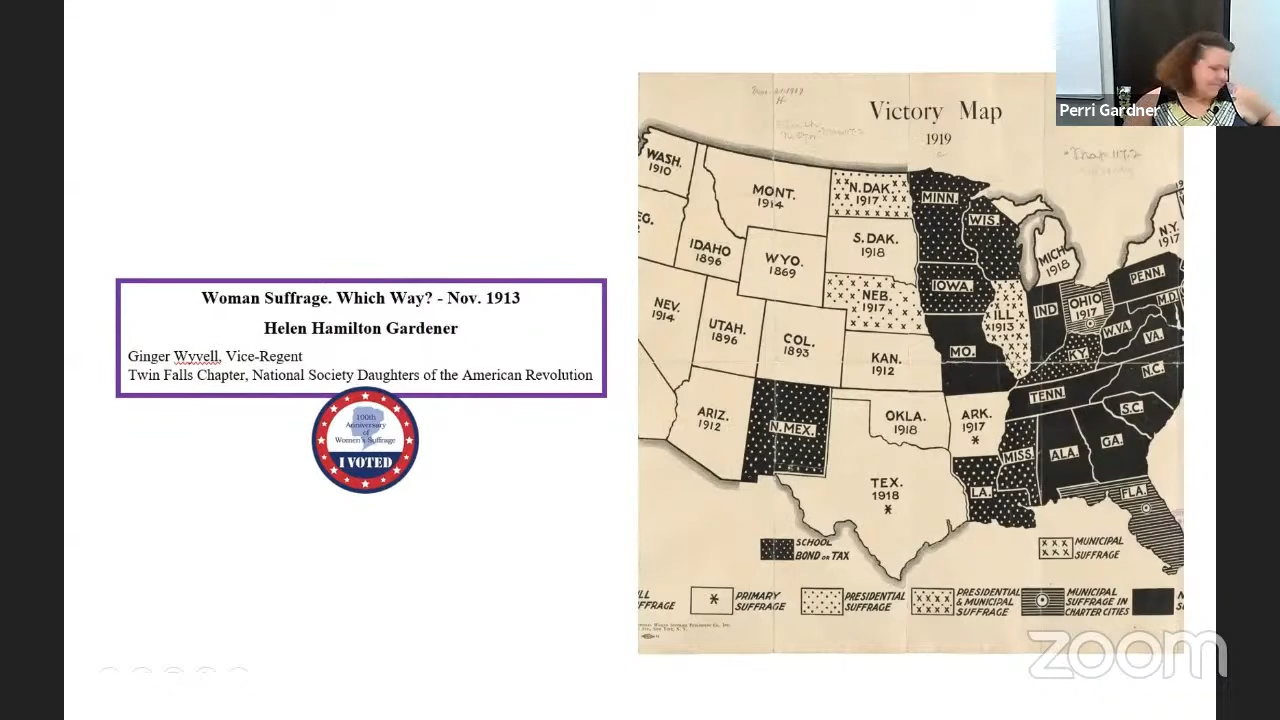 Woman Suffrage. Which Way? - Nov. 1913
Helen Hamilton Gardener
Ginger Wyvell, Vice-Regent
Twin Falls Chapter, National Society Daughters of the American Revolution
100th
Anniversary
of
Women's Suffrage
I VOTED
Perri Gardner
Victory Map
1919
WASH.
1910
MONT.
1914
N.DAK.
1917
MINN.
WIS.
IDAHO
1896
WYO.
1869
S.DAK.
1918
MICH
1918
N.Y.
1917
NEV.
1914
UTAH.
1896
COL.
1893
NEB.
1917
IOWA.
ILL.
1913
IND
OHIO
1917
PENN.
M.D.
W.VA.
VA.
KAN.
1912
MO.
KY.
N.C.
TENN.
ARIZ.
1912
N.MEX.
OKLA.
1918
ARK.
1917
*
S.C.
MISS.
ALA.
GA.
TEX.
1918
*
LA.
FLA.
SCHOOL
BOND OR TAX
MUNICIPAL
SUFFRAGE
*
PRIMARY
SUFFRAGE
PRESIDENTIAL
SUFFRAGE
PRESIDENTIAL
& MUNICIPAL
SUFFRAGE
MUNICIPAL
SUFFRAGE IN
CHARTER CITIES
zoom